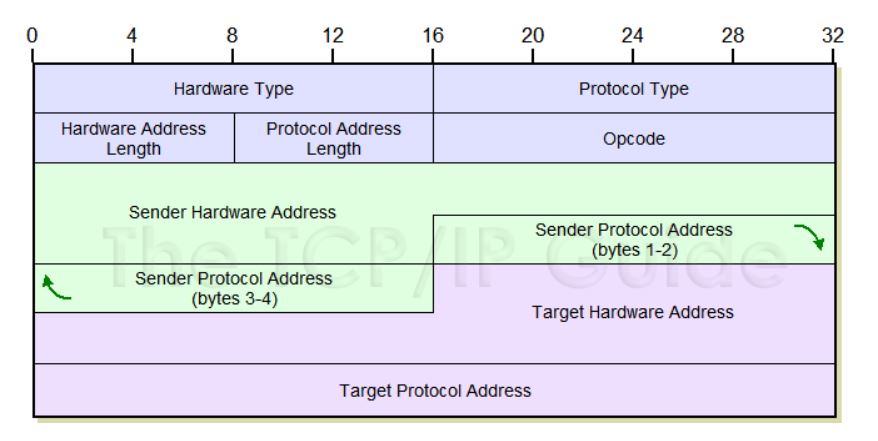 0 4 8 12 16 20 24 28 32
Hardware Type
Protocol Type
Hardware Address
Length
Protocol Address
Length
Opcode
Sender Hardware Address
Sender Protocol Address
(bytes 1-2)
The TCP/IP Guide
Sender Protocol Address
(bytes 3-4)
Target Hardware Address
Target Protocol Address